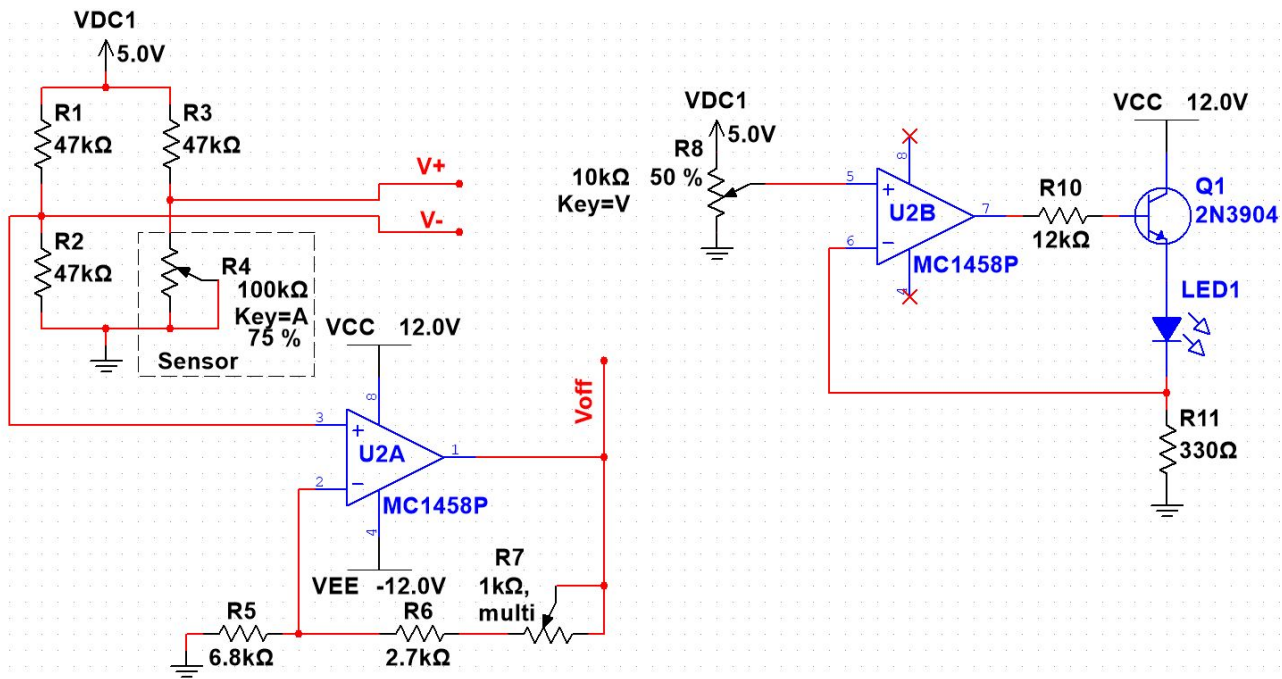 VDC1
5.0V
R1
47kΩ
R3
47kΩ
V+
V-
R2
47kΩ
R4
100kΩ
Key=A
75 %
Sensor
VCC 12.0V
8
3
+
U2A
1
2
−
MC1458P
4
VEE -12.0V
Voff
R5
6.8kΩ
R6
2.7kΩ
R7
1kΩ,
multi
VDC1
5.0V
R8
10kΩ 50 %
Key=V
8
5
+
U2B
7
6
−
MC1458P
4
R10
12kΩ
VCC 12.0V
Q1
2N3904
LED1
R11
330Ω